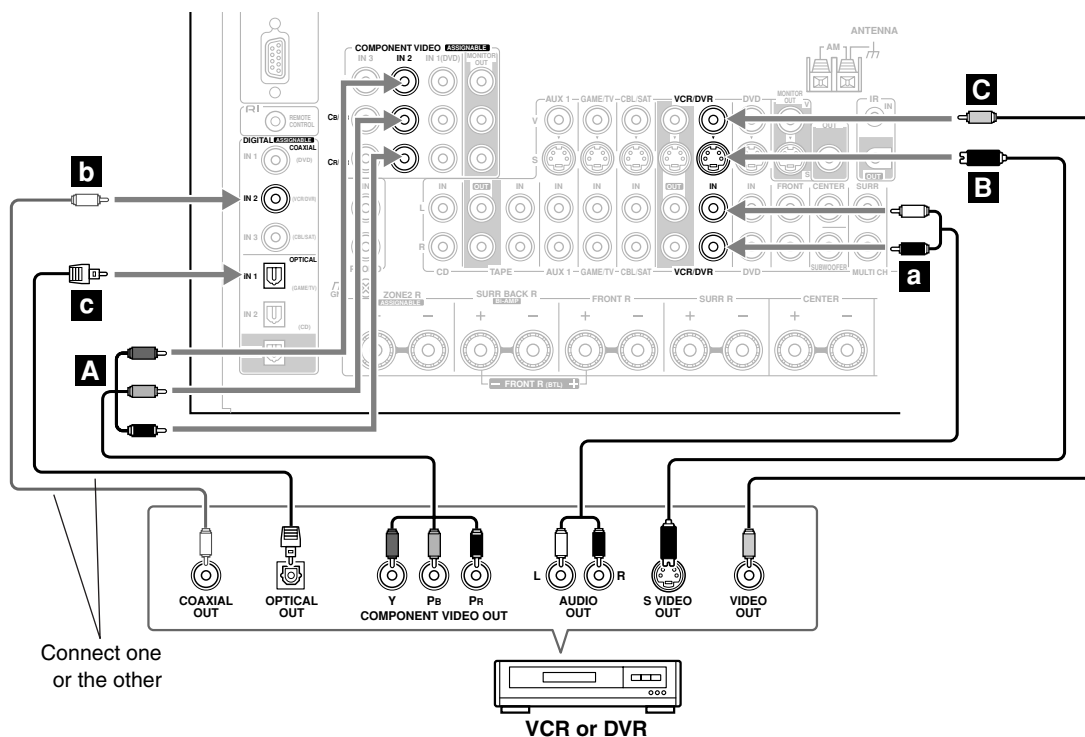 ANTENNA
AM
COMPONENT VIDEO ASSIGNABLE
IN 3 IN 2 IN 1(DVD) MONITOR OUT
REMOTE CONTROL
DIGITAL ASSIGNABLE
COAXIAL
IN 1
(DVD)
IN 2
(VCR/DVR)
IN 3
(CBL/SAT)
OPTICAL
IN 1
(GAME/TV)
IN 2
(CD)
AUX 1 GAME/TV CBL/SAT VCR/DVR DVD MONITOR OUT
V
S
V
S
OUT
IR
IN
OUT
IN OUT IN IN IN IN OUT IN IN FRONT CENTER SURR
L
R
SUBWOOFER
CD TAPE AUX 1 GAME/TV CBL/SAT VCR/DVR DVD MULTI CH
ZONE2 R
ASSIGNABLE
SURR BACK R
BI-AMP
FRONT R
SURR R
CENTER
+ − + − + − + −
− FRONT R (BTL) +
b
c
A
C
B
a
L R
COAXIAL OUT
OPTICAL OUT
Y PB PR
COMPONENT VIDEO OUT
AUDIO OUT
S VIDEO OUT
VIDEO OUT
Connect one
or the other
VCR or DVR